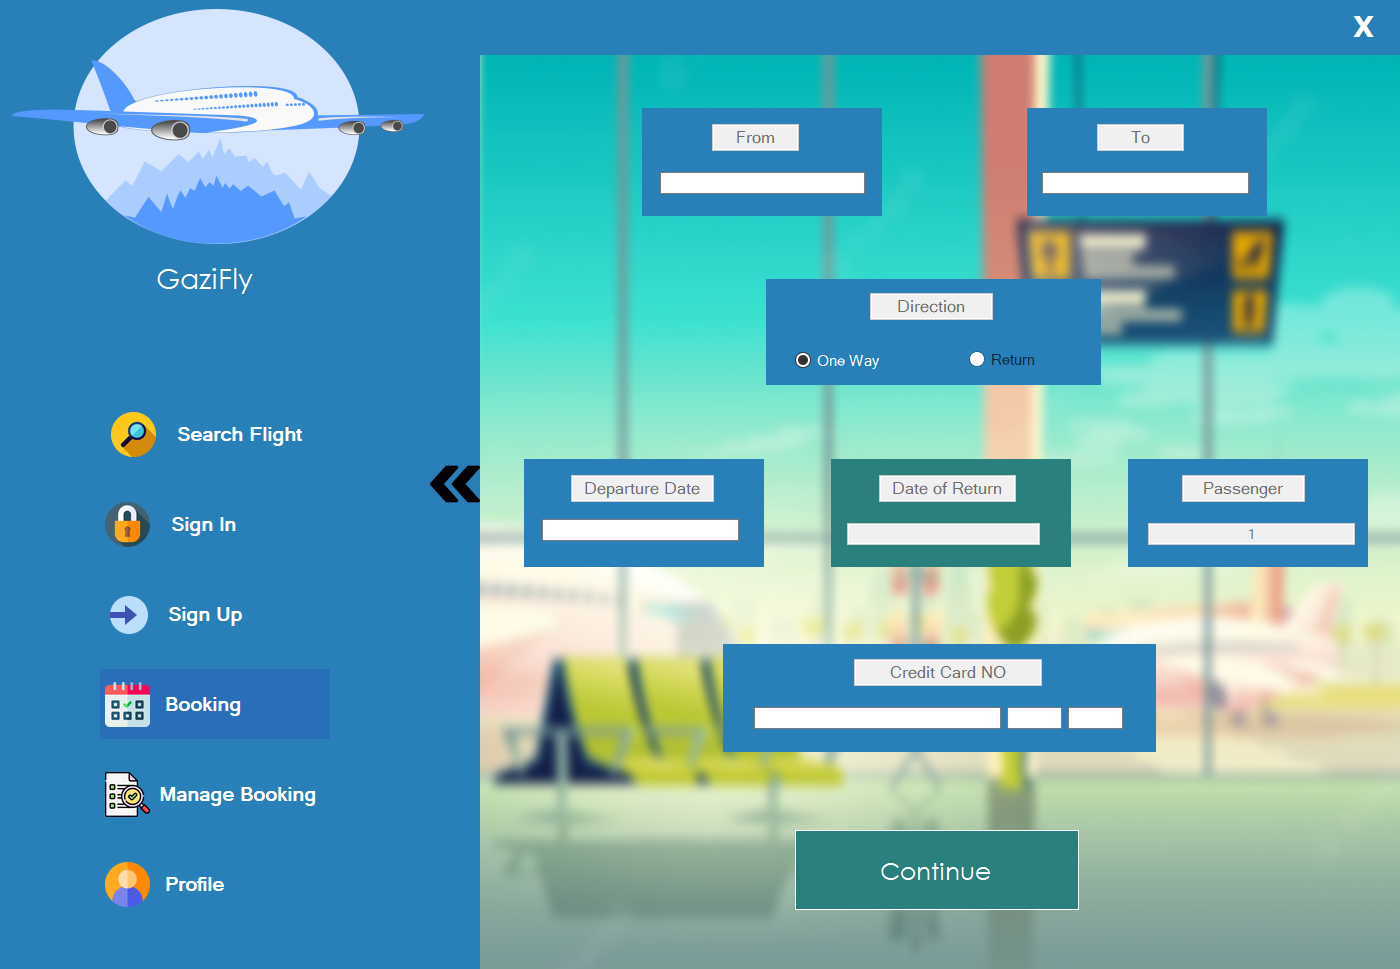 X
GaziFly
Search Flight
Sign In
Sign Up
Booking
Manage Booking
Profile
From
To
Direction
One Way
Return
Departure Date
Date of Return
Passenger
1
Credit Card NO
Continue